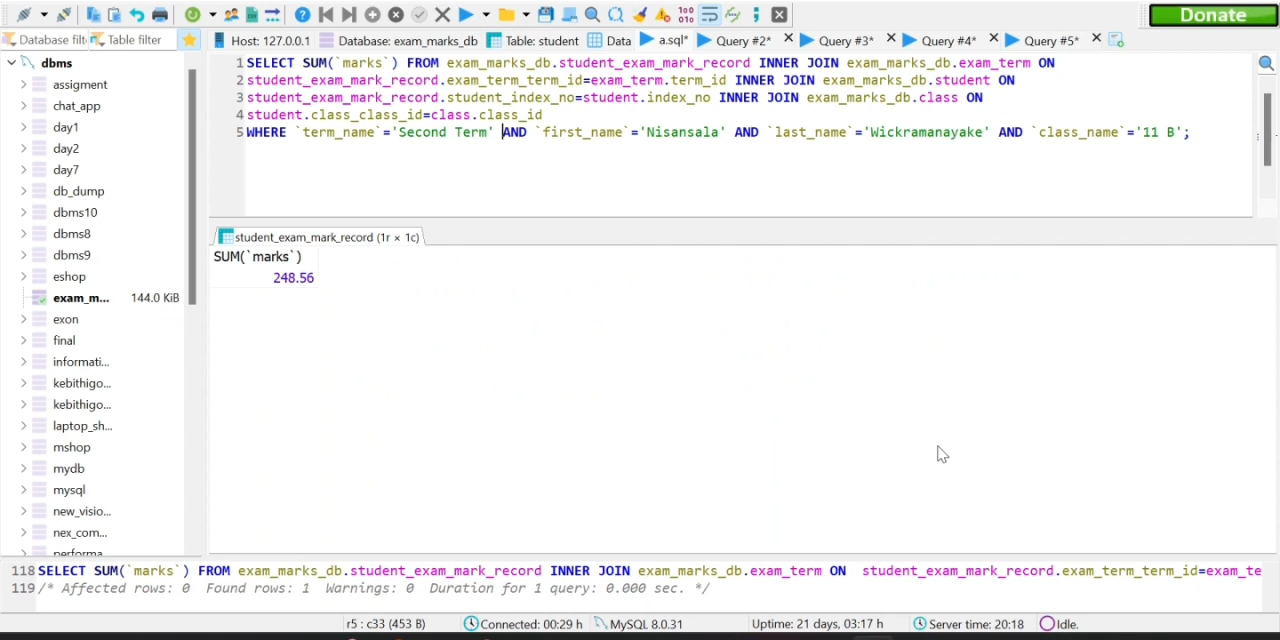 Donate
Database filt
Table filter
Host: 127.0.0.1
Database: exam_marks_db
Table: student
Data
a.sql*
Query #2*
Query #3*
Query #4*
Query #5*
dbms
assigment
chat_app
day1
day2
day7
db_dump
dbms10
dbms8
dbms9
eshop
exam_m... 144.0 KiB
exon
final
informati...
kebithigo...
kebithigo...
laptop_sh...
mshop
mydb
mysql
new_visio...
nex_com...
performa
1 SELECT SUM(`marks`) FROM exam_marks_db.student_exam_mark_record INNER JOIN exam_marks_db.exam_term ON
2 student_exam_mark_record.exam_term_term_id=exam_term.term_id INNER JOIN exam_marks_db.student ON
3 student_exam_mark_record.student_index_no=student.index_no INNER JOIN exam_marks_db.class ON
4 student.class_class_id=class.class_id
5 WHERE `term_name`='Second Term' AND `first_name`='Nisansala' AND `last_name`='Wickramanayake' AND `class_name`='11 B';
student_exam_mark_record (1r × 1c)
SUM(`marks`)
248.56
118 SELECT SUM(`marks`) FROM exam_marks_db.student_exam_mark_record INNER JOIN exam_marks_db.exam_term ON student_exam_mark_record.exam_term_term_id=exam_te
119 /* Affected rows: 0 Found rows: 1 Warnings: 0 Duration for 1 query: 0.000 sec. */
r5 : c33 (453 B)
Connected: 00:29 h
MySQL 8.0.31
Uptime: 21 days, 03:17 h
Server time: 20:18
Idle.